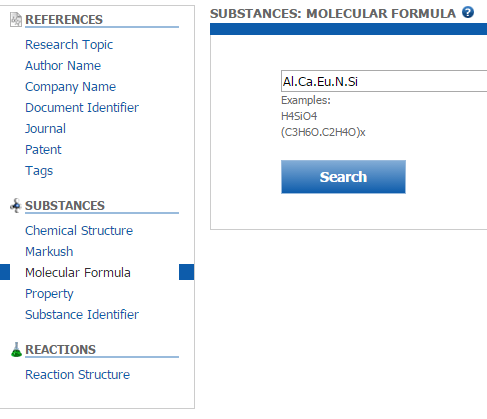 REFERENCES
Research Topic
Author Name
Company Name
Document Identifier
Journal
Patent
Tags
SUBSTANCES
Chemical Structure
Markush
Molecular Formula
Property
Substance Identifier
REACTIONS
Reaction Structure
SUBSTANCES: MOLECULAR FORMULA ?
Al.Ca.Eu.N.Si
Examples:
H4SiO4
(C3H6O.C2H4O)x
Search